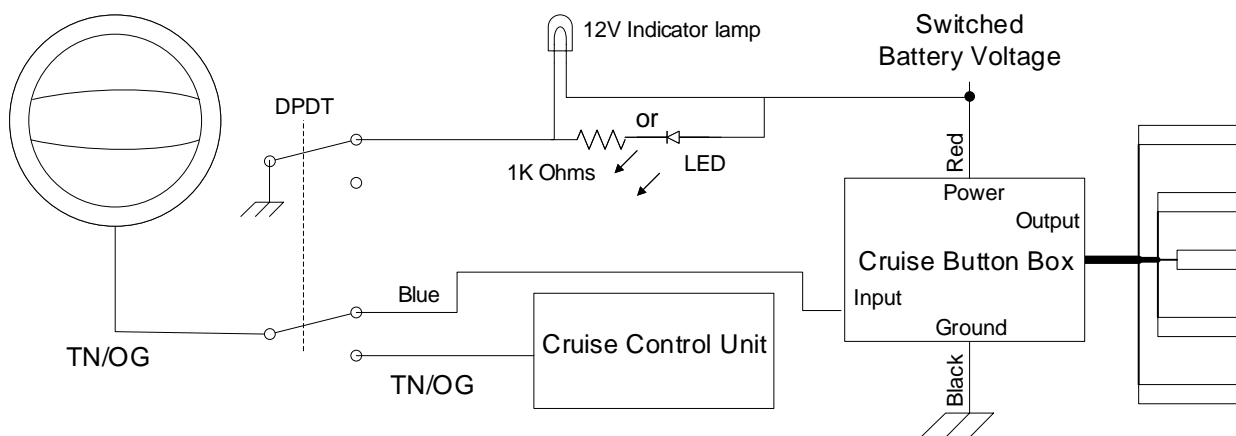 12V Indicator lamp
Switched
Battery Voltage
DPDT
or
1K Ohms
LED
Red
Power
Output
Cruise Button Box
Input
Ground
Black
Blue
Cruise Control Unit
TN/OG
TN/OG